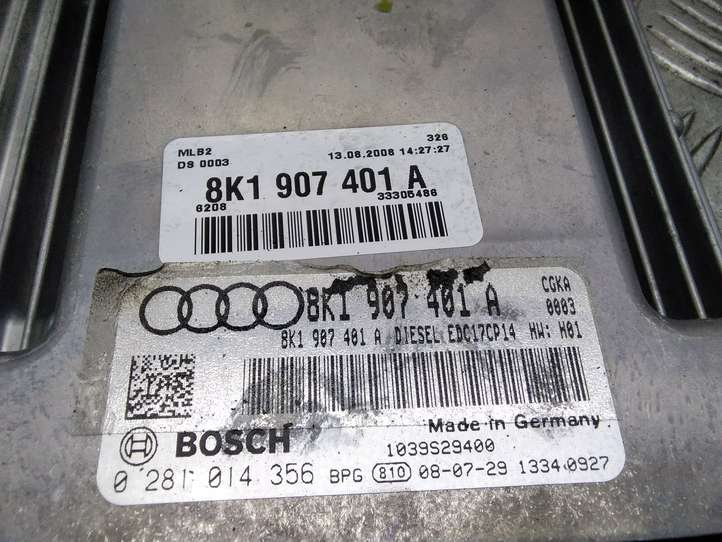 MLB2 326
DS 0003 13.08.2008 14:27:27
8K1 907 401 A
6208 33305486
8K1 907 401 A CGKA
0003
8K1 907 401 A DIESEL EDC17CP14 HW: H01
Made in Germany
BOSCH 1039S29400
0 281 014 356 BPG 810 08-07-29 1334 0927